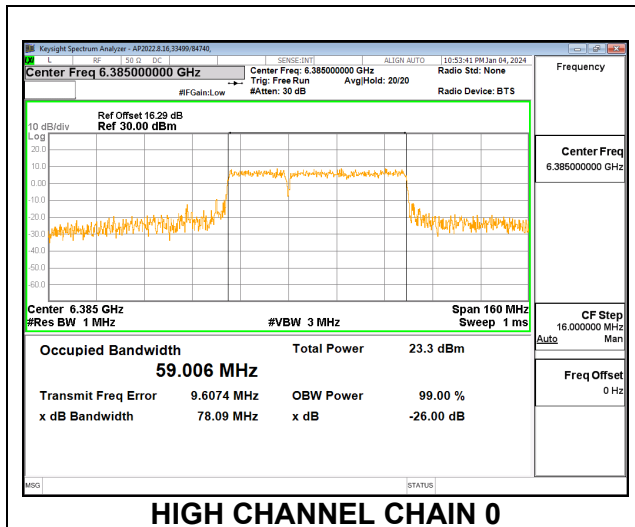 Keysight Spectrum Analyzer - AP2022.8.16,33499/84740,
L RF 50 Ω DC SENSE:INT ALIGN AUTO 10:53:41 PM Jan 04, 2024
Center Freq 6.385000000 GHz
Center Freq: 6.385000000 GHz
Radio Std: None
Trig: Free Run Avg|Hold: 20/20
#IFGain:Low #Atten: 30 dB Radio Device: BTS
Frequency
Ref Offset 16.29 dB
10 dB/div Ref 30.00 dBm
Log
20.0
10.0
0.00
-10.0
-20.0
-30.0
-40.0
-50.0
-60.0
Center 6.385 GHz Span 160 MHz
#Res BW 1 MHz #VBW 3 MHz Sweep 1 ms
Occupied Bandwidth Total Power 23.3 dBm
59.006 MHz
Transmit Freq Error 9.6074 MHz OBW Power 99.00 %
x dB Bandwidth 78.09 MHz x dB -26.00 dB
Center Freq
6.385000000 GHz
CF Step
16.000000 MHz
Auto Man
Freq Offset
0 Hz
MSG STATUS
HIGH CHANNEL CHAIN 0